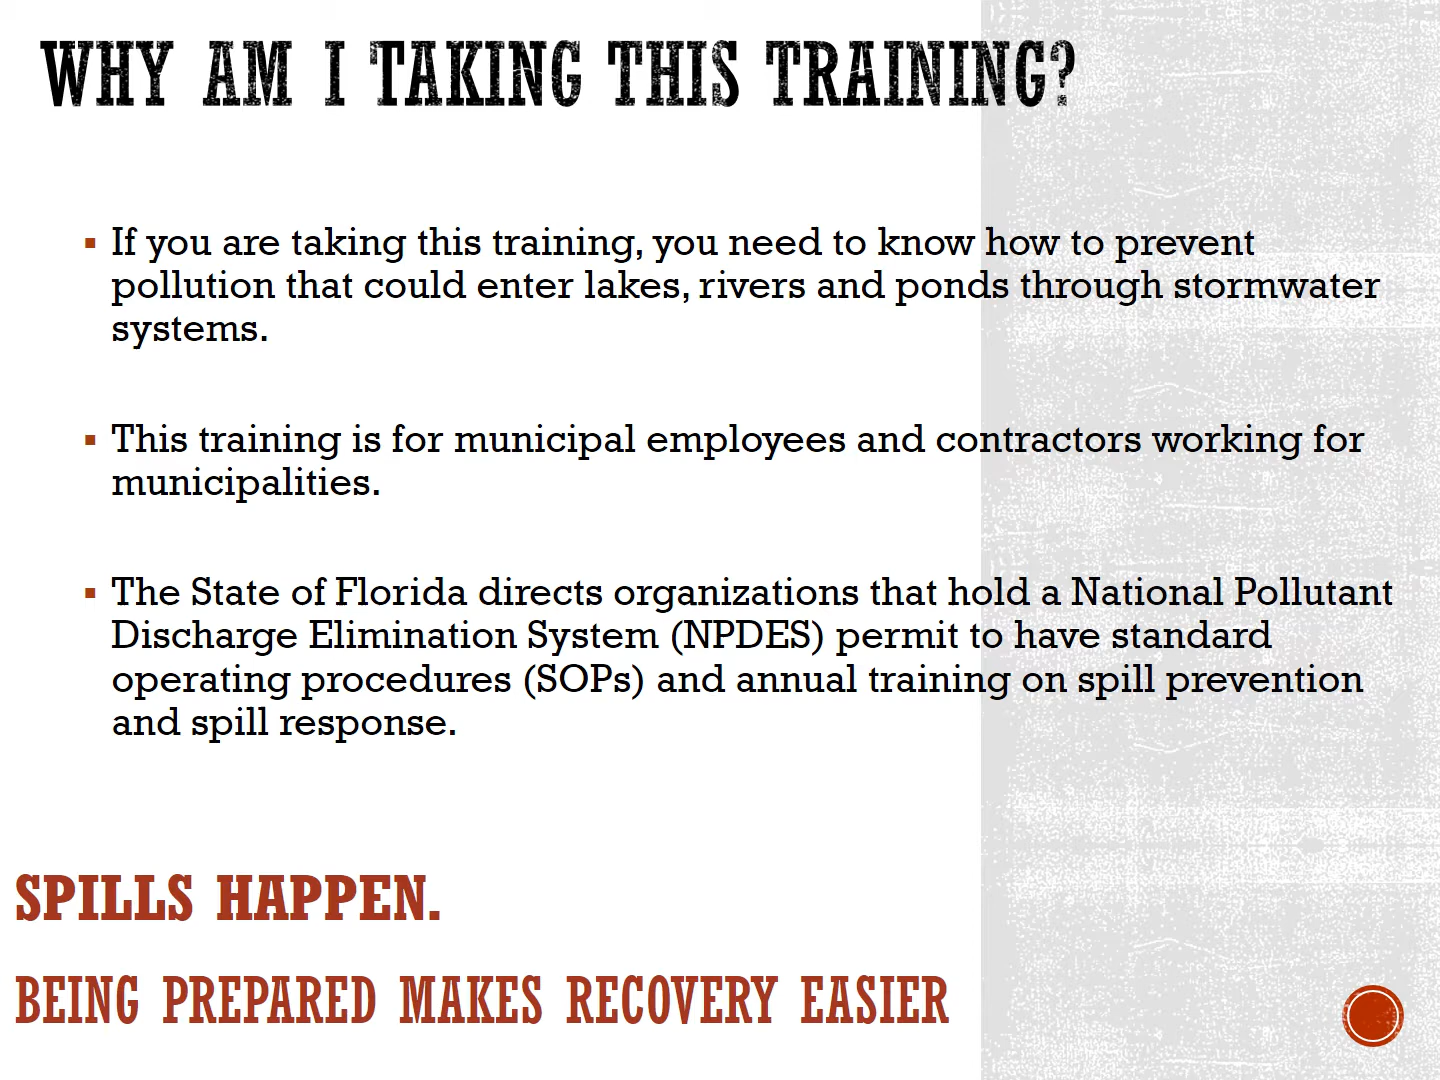 WHY AM I TAKING THIS TRAINING?
▪ If you are taking this training, you need to know how to prevent
pollution that could enter lakes, rivers and ponds through stormwater
systems.
▪ This training is for municipal employees and contractors working for
municipalities.
▪ The State of Florida directs organizations that hold a National Pollutant
Discharge Elimination System (NPDES) permit to have standard
operating procedures (SOPs) and annual training on spill prevention
and spill response.
SPILLS HAPPEN.
BEING PREPARED MAKES RECOVERY EASIER